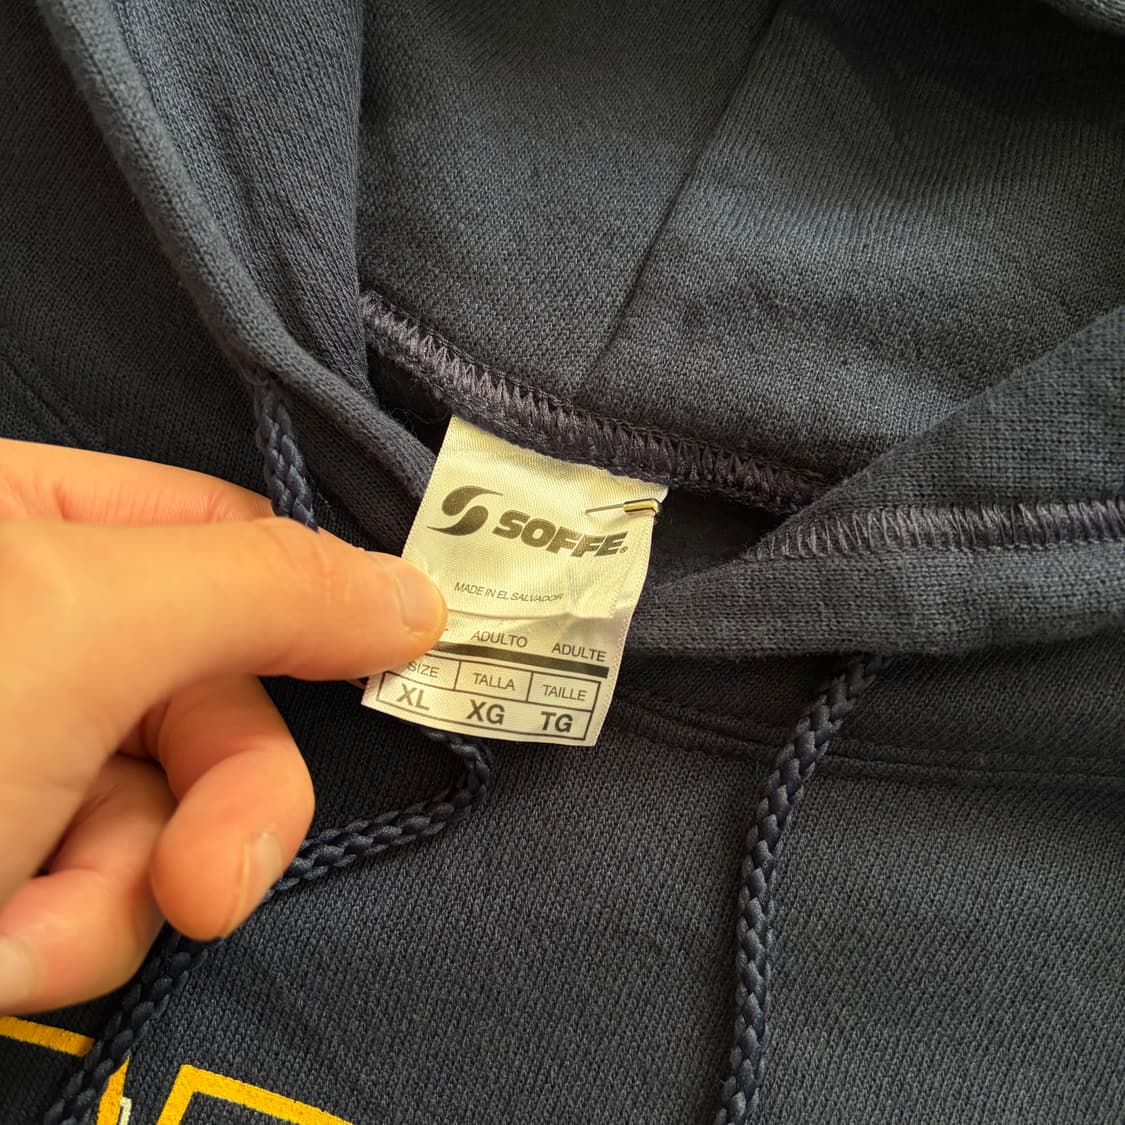 SOFFE®
MADE IN EL SALVADOR
ADULTO ADULTE
SIZE TALLA TAILLE
XL XG TG